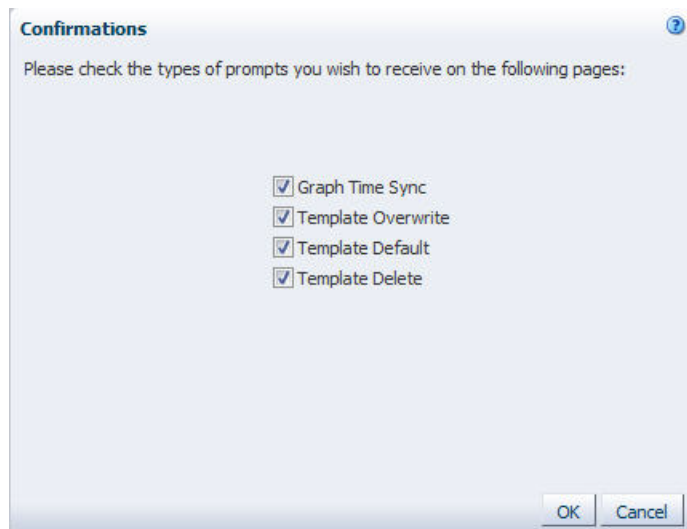 Confirmations
Please check the types of prompts you wish to receive on the following pages:
Graph Time Sync
Template Overwrite
Template Default
Template Delete
OK Cancel